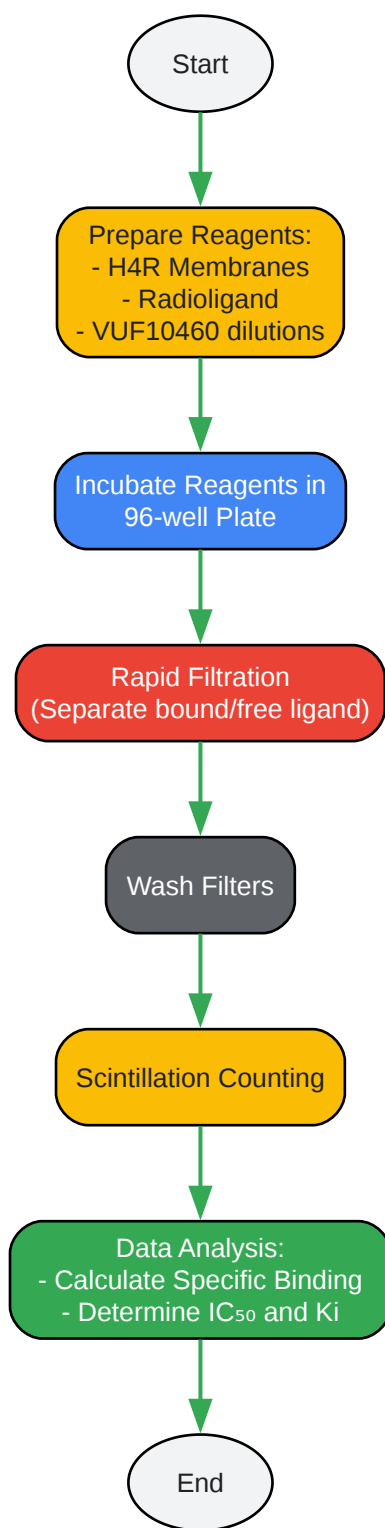 Start
Prepare Reagents:
- H4R Membranes
- Radioligand
- VUF10460 dilutions
Incubate Reagents in
96-well Plate
Rapid Filtration
(Separate bound/free ligand)
Wash Filters
Scintillation Counting
Data Analysis:
- Calculate Specific Binding
- Determine IC₅₀ and Ki
End